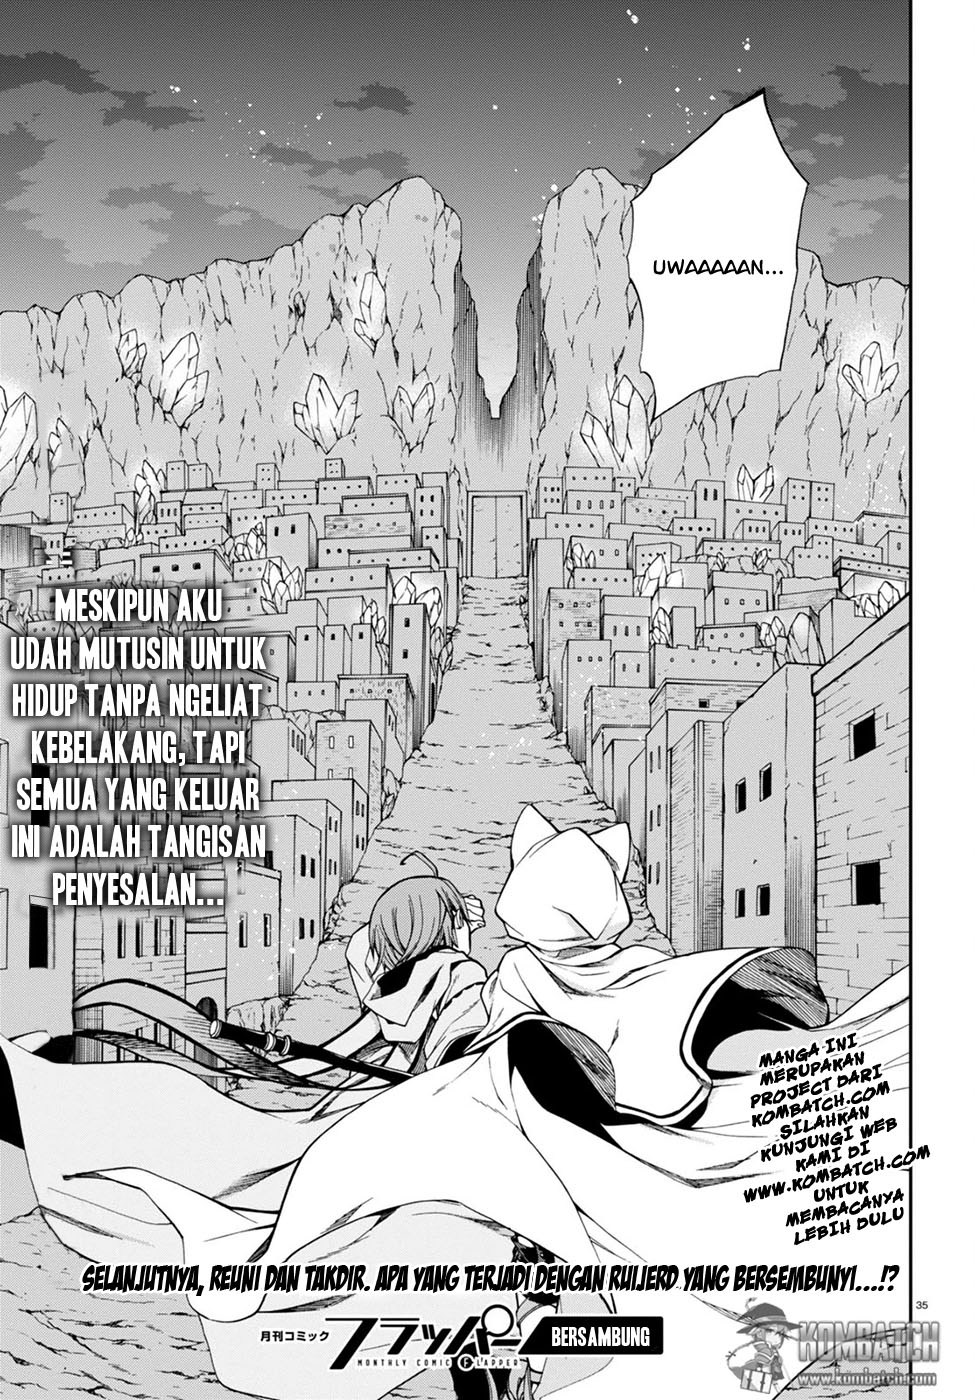 UWAAAAAN...
MESKIPUN AKU
UDAH MUTUSIN UNTUK
HIDUP TANPA NGELIAT
KEBELAKANG, TAPI
SEMUA YANG KELUAR
INI ADALAH TANGISAN
PENYESALAN...
MANGA INI
MERUPAKAN
PROJECT DARI
KOMBATCH.COM
SILAHKAN
KUNJUNGI WEB
KAMI DI
WWW.KOMBATCH.COM
UNTUK
MEMBACANYA
LEBIH DULU
SELANJUTNYA, REUNI DAN TAKDIR. APA YANG TERJADI DENGAN RUIJERD YANG BERSEMBUNYI...!?
35
月刊コミック フラッパー BERSAMBUNG
MONTHLY COMIC FLAPPER
KOMBATCH
www.kombatch.com